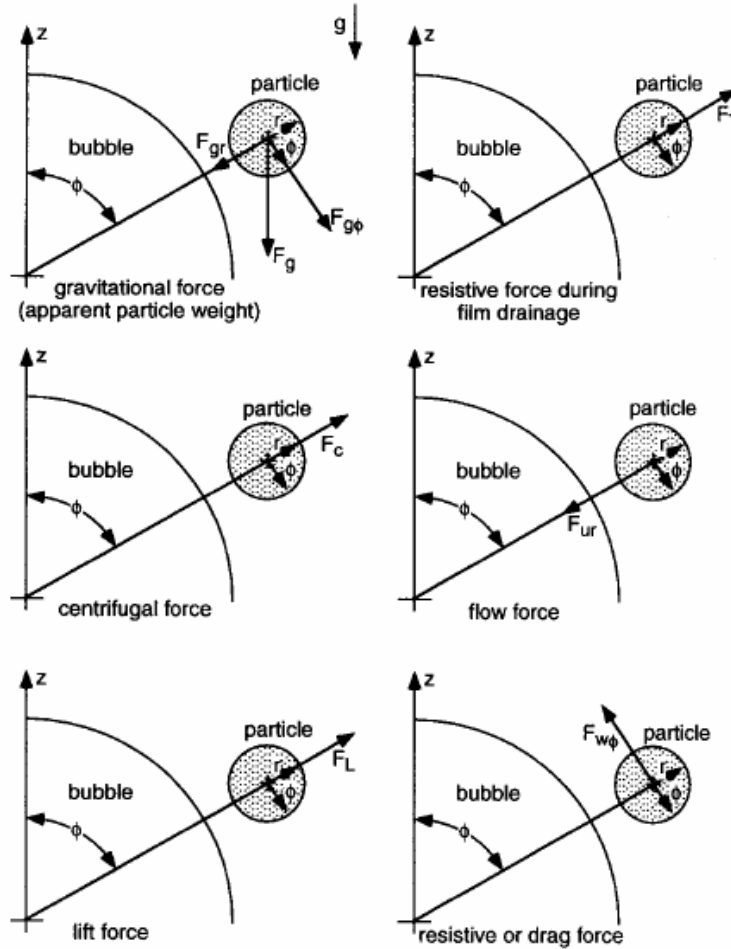 z
g
particle
r
bubble
F_gr
ϕ
ϕ
F_gϕ
F_g
gravitational force
(apparent particle weight)
z
particle
r
bubble
ϕ
ϕ
resistive force during
film drainage
z
particle
r
F_c
bubble
ϕ
ϕ
centrifugal force
z
particle
r
bubble
ϕ
ϕ
F_ur
flow force
z
particle
r
F_L
bubble
ϕ
ϕ
lift force
z
F_wϕ
particle
r
bubble
ϕ
ϕ
resistive or drag force